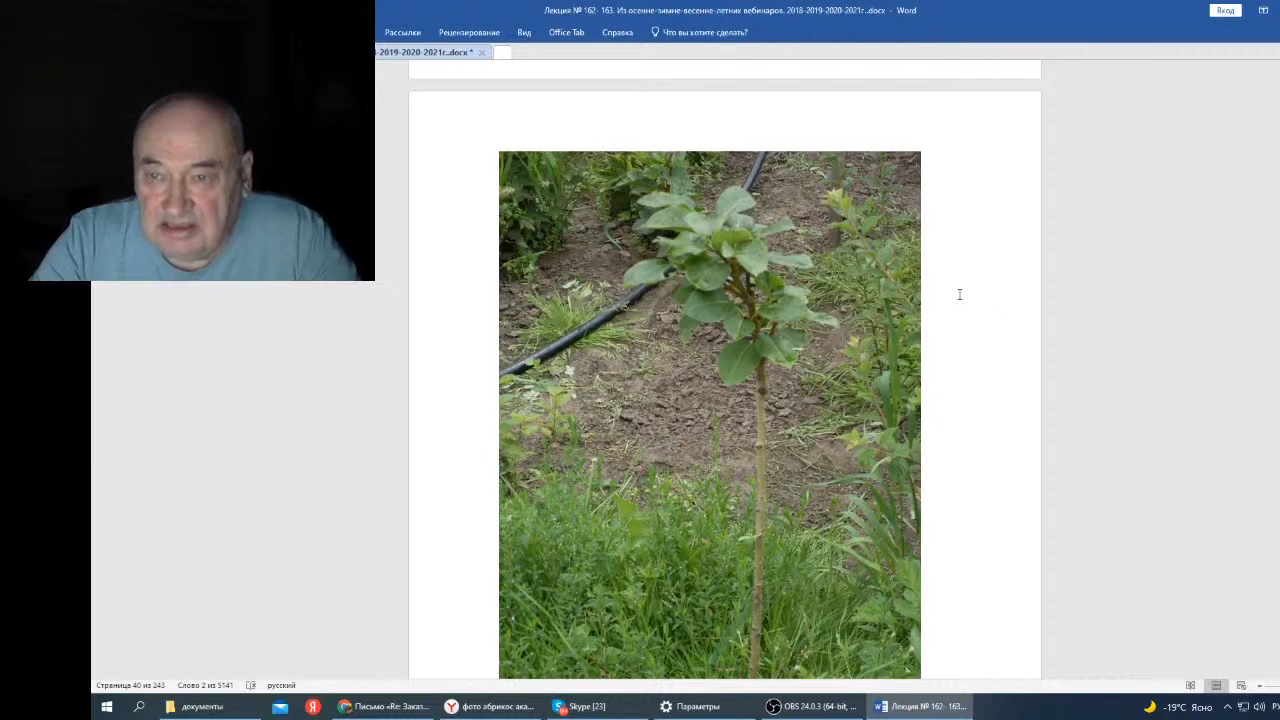 Лекция № 162- 163. Из осенне-зимне-весенне-летних вебинаров. 2018-2019-2020-2021г..docx - Word
Вход
Рассылки Рецензирование Вид Office Tab Справка Что вы хотите сделать?
-2019-2020-2021г..docx *
Страница 40 из 243 Слово 2 из 5141 русский
документы Письмо «Re: Заказ... фото абрикос ака... Skype [23] Параметры OBS 24.0.3 (64-bit, ... Лекция № 162- 163... -19°C Ясно